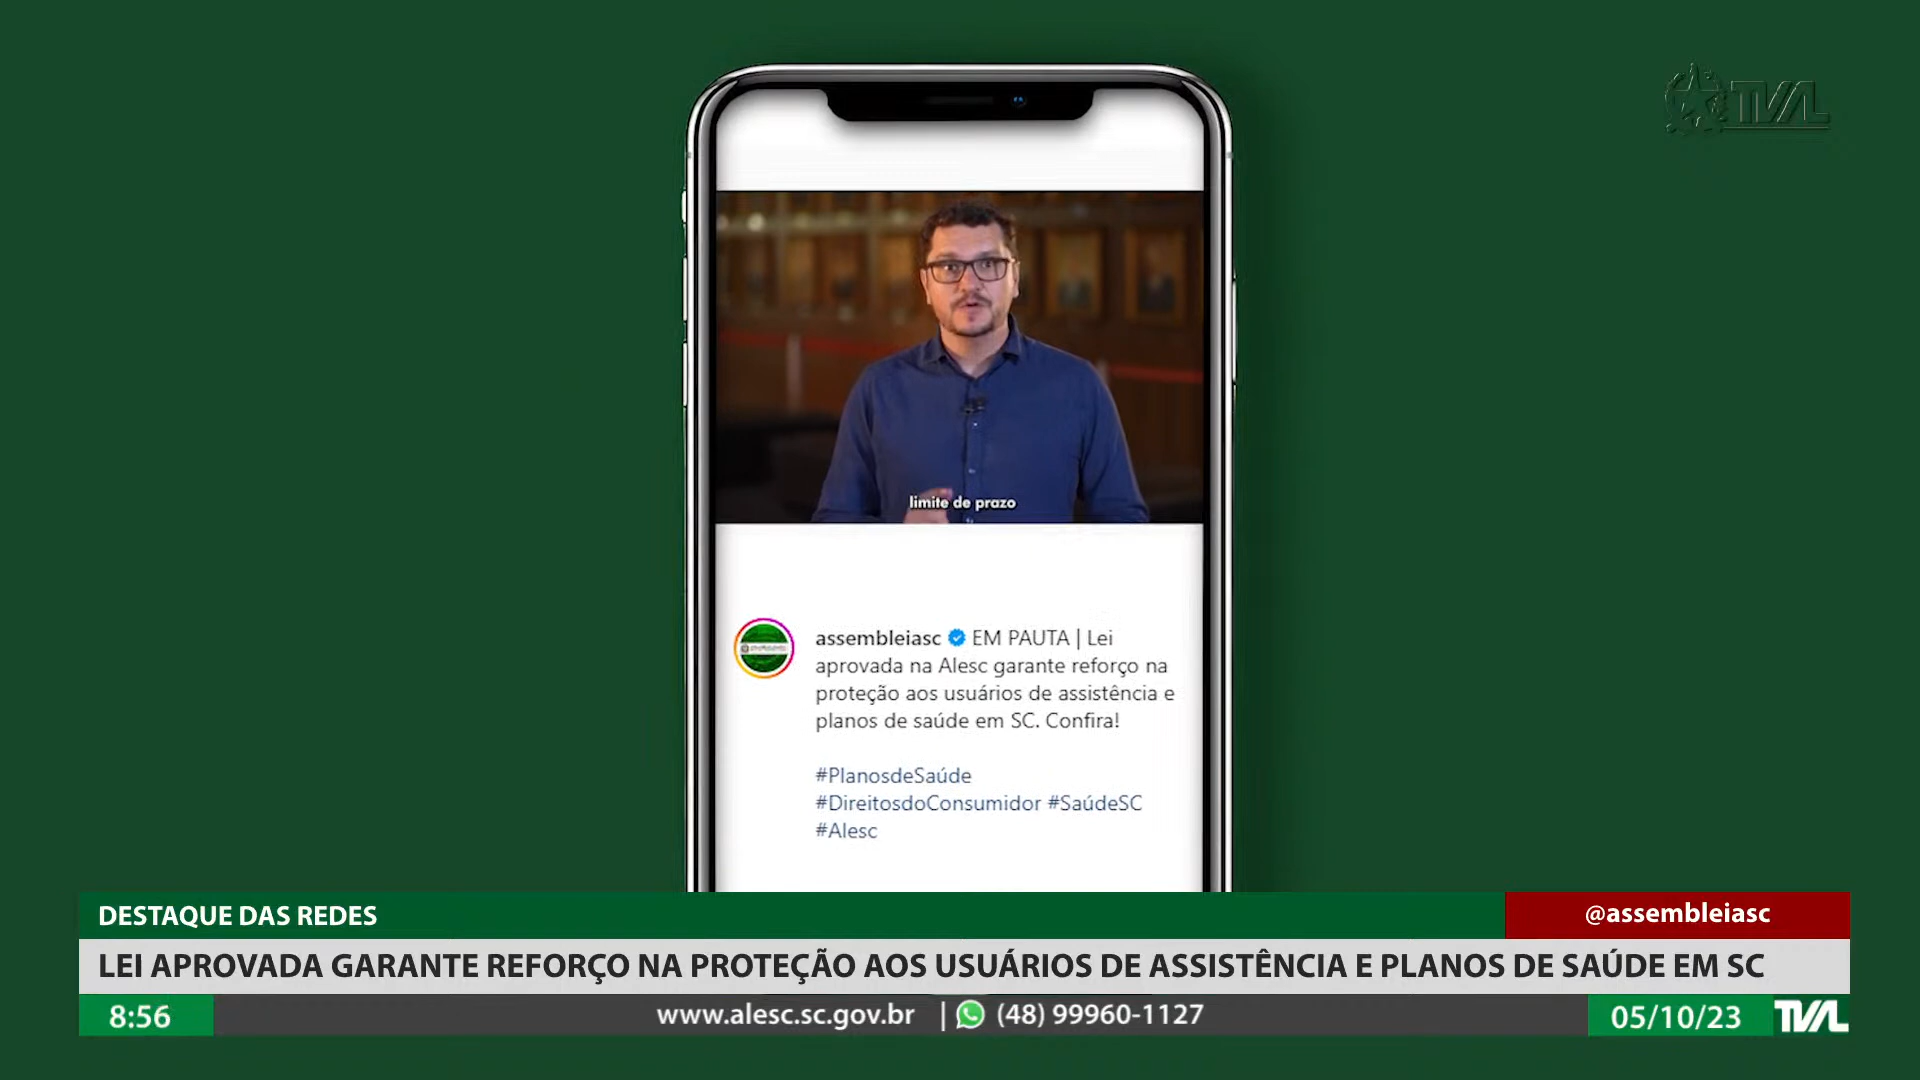 TVAL
limite de prazo
assembleiasc EM PAUTA | Lei
aprovada na Alesc garante reforço na
proteção aos usuários de assistência e
planos de saúde em SC. Confira!
#PlanosdeSaúde
#DireitosdoConsumidor #SaúdeSC
#Alesc
DESTAQUE DAS REDES
@assembleiasc
LEI APROVADA GARANTE REFORÇO NA PROTEÇÃO AOS USUÁRIOS DE ASSISTÊNCIA E PLANOS DE SAÚDE EM SC
8:56
www.alesc.sc.gov.br | (48) 99960-1127
05/10/23 TVAL